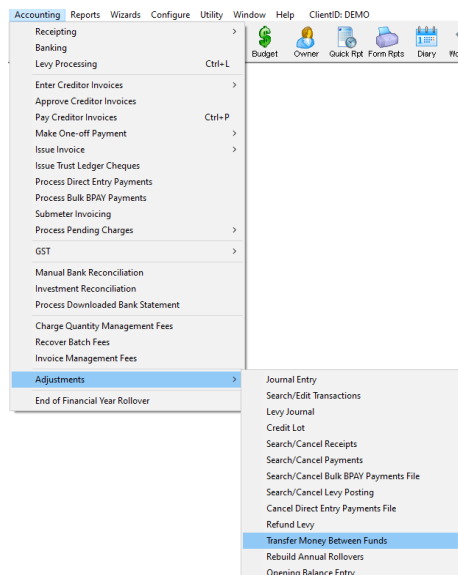 Accounting Reports Wizards Configure Utility Window Help ClientID: DEMO
Receipting
Banking
Levy Processing Ctrl+L
Enter Creditor Invoices
Approve Creditor Invoices
Pay Creditor Invoices Ctrl+P
Make One-off Payment
Issue Invoice
Issue Trust Ledger Cheques
Process Direct Entry Payments
Process Bulk BPAY Payments
Submeter Invoicing
Process Pending Charges
GST
Manual Bank Reconciliation
Investment Reconciliation
Process Downloaded Bank Statement
Charge Quantity Management Fees
Recover Batch Fees
Invoice Management Fees
Adjustments
End of Financial Year Rollover
Budget Owner Quick Rpt Form Rpts Diary
Journal Entry
Search/Edit Transactions
Levy Journal
Credit Lot
Search/Cancel Receipts
Search/Cancel Payments
Search/Cancel Bulk BPAY Payments File
Search/Cancel Levy Posting
Cancel Direct Entry Payments File
Refund Levy
Transfer Money Between Funds
Rebuild Annual Rollovers
Opening Balance Entry